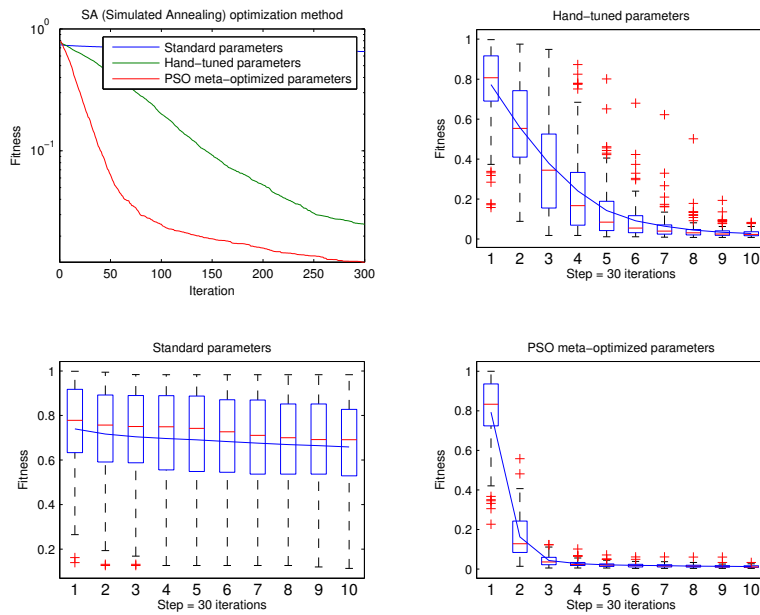 SA (Simulated Annealing) optimization method
10^0
10^−1
Fitness
Standard parameters
Hand−tuned parameters
PSO meta−optimized parameters
0 50 100 150 200 250 300
Iteration
Hand−tuned parameters
1
0.8
0.6
0.4
0.2
0
Fitness
1 2 3 4 5 6 7 8 9 10
Step = 30 iterations
Standard parameters
1
0.8
0.6
0.4
0.2
Fitness
1 2 3 4 5 6 7 8 9 10
Step = 30 iterations
PSO meta−optimized parameters
1
0.8
0.6
0.4
0.2
0
Fitness
1 2 3 4 5 6 7 8 9 10
Step = 30 iterations